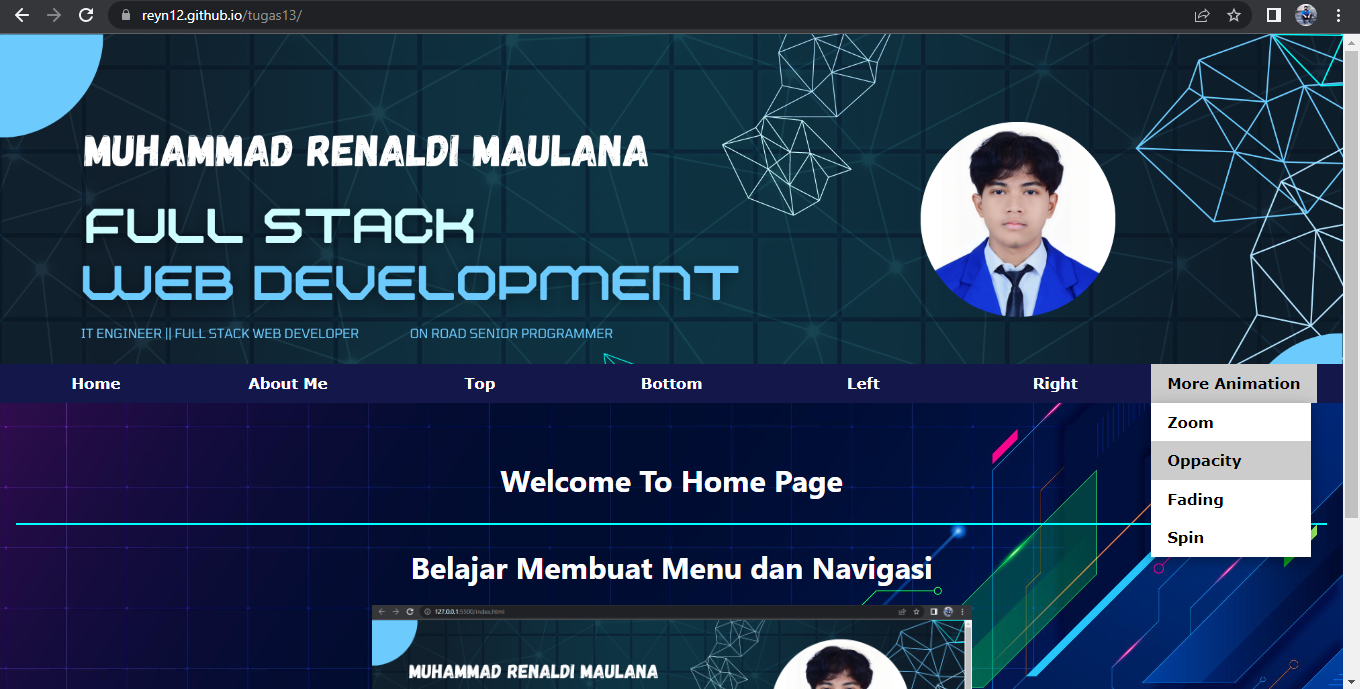 reyn12.github.io/tugas13/
MUHAMMAD RENALDI MAULANA
FULL STACK
WEB DEVELOPMENT
IT ENGINEER || FULL STACK WEB DEVELOPER ON ROAD SENIOR PROGRAMMER
Home About Me Top Bottom Left Right More Animation
Zoom
Oppacity
Fading
Spin
Welcome To Home Page
Belajar Membuat Menu dan Navigasi
127.0.0.1:5500/index.html
MUHAMMAD RENALDI MAULANA